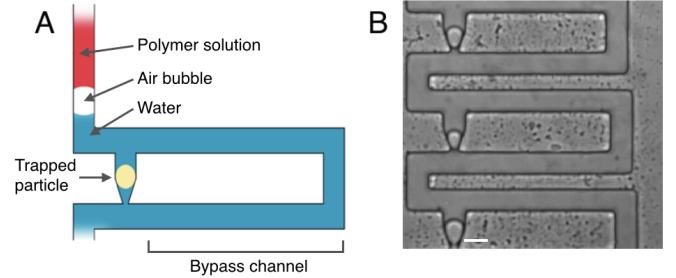 A
B
Polymer solution
Air bubble
Water
Trapped
particle
Bypass channel